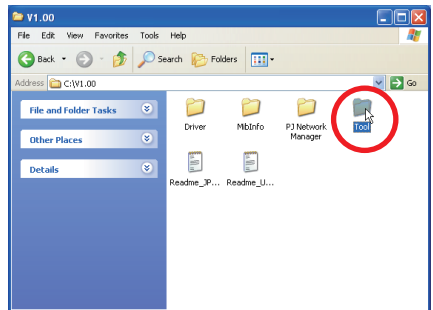 V1.00
File Edit View Favorites Tools Help
Back Search Folders
Address C:\V1.00 Go
File and Folder Tasks
Other Places
Details
Driver MibInfo PJ Network Manager Tool
Readme_JP... Readme_U...